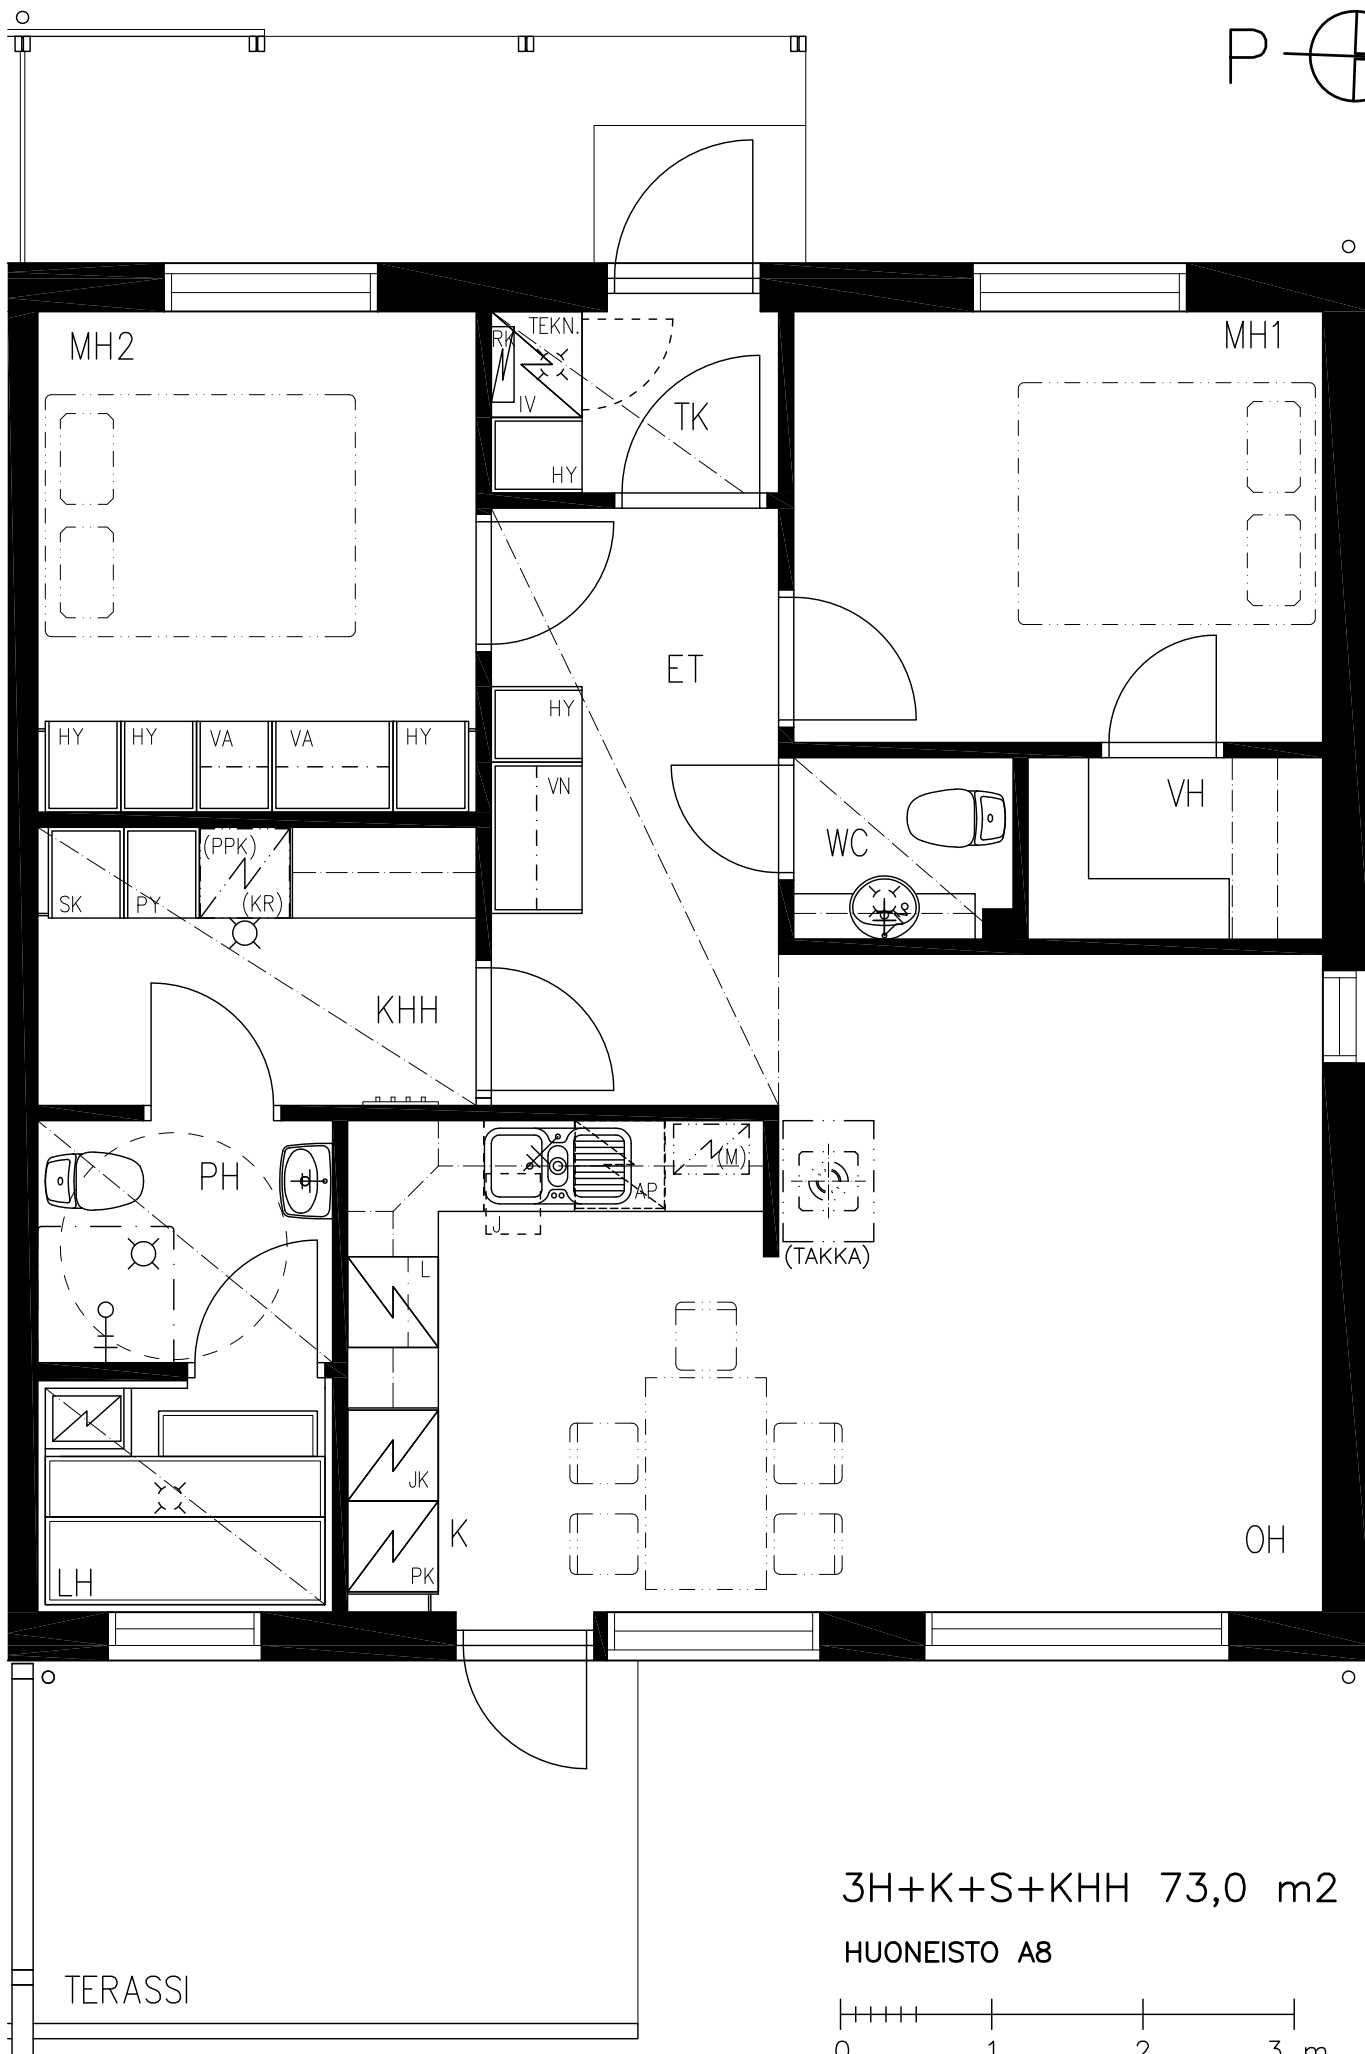 P
MH2
TEKN.
RK
IV
HY
TK
MH1
ET
HY
VN
HY
HY
VA
VA
HY
WC
VH
(PPK)
SK
PY
(KR)
KHH
PH
(M)
AP
J
(TAKKA)
L
JK
PK
K
OH
LH
3H+K+S+KHH 73,0 m2
HUONEISTO A8
TERASSI
0 1 2 3 m